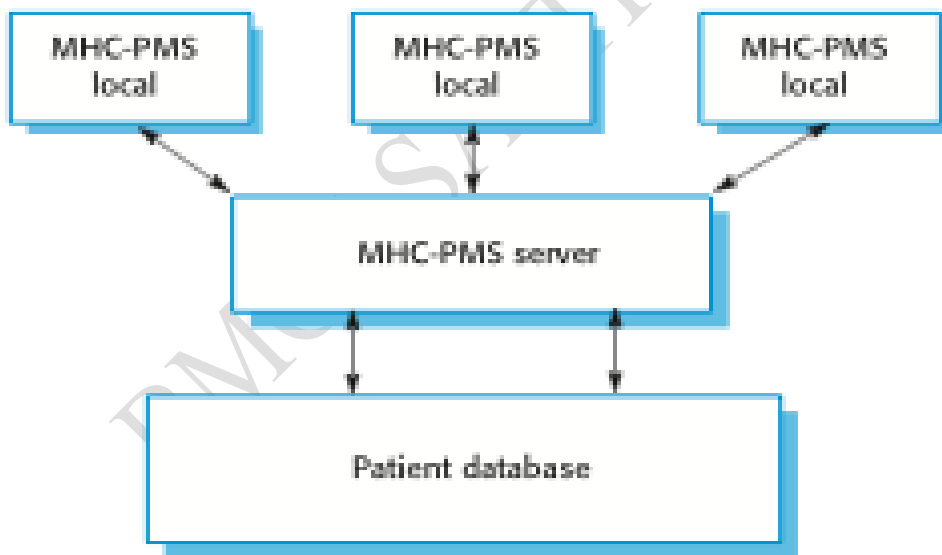 MHC-PMS
local
MHC-PMS
local
MHC-PMS
local
MHC-PMS server
Patient database